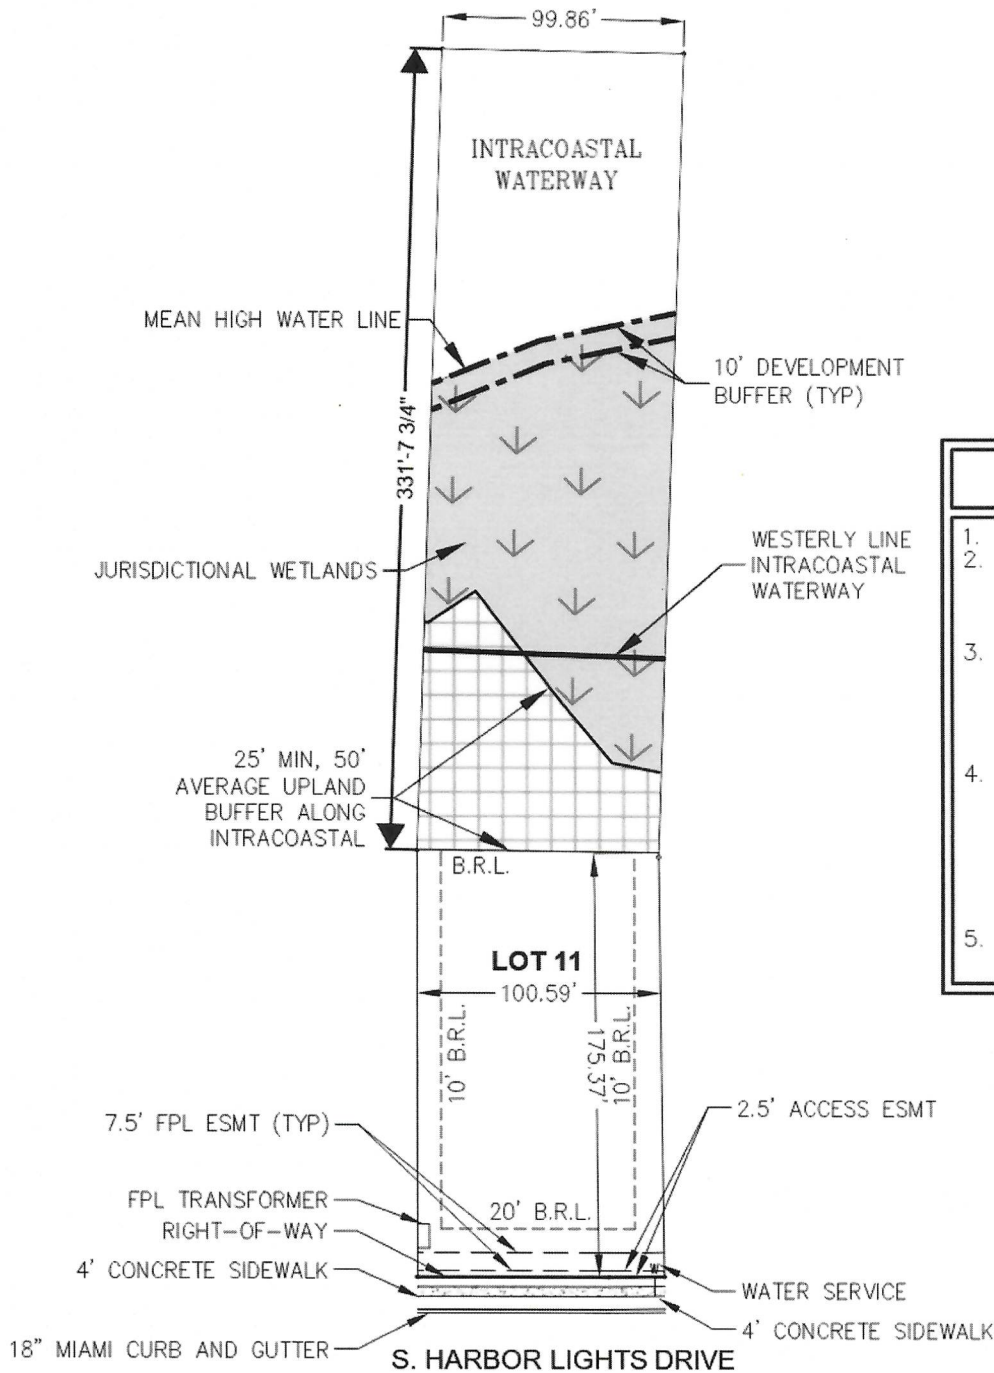 99.86'
INTRACOASTAL
WATERWAY
MEAN HIGH WATER LINE
10' DEVELOPMENT
BUFFER (TYP)
331'-7 3/4"
1.
2.
WESTERLY LINE
INTRACOASTAL
WATERWAY
JURISDICTIONAL WETLANDS
3.
25' MIN, 50'
AVERAGE UPLAND
BUFFER ALONG
INTRACOASTAL
4.
B.R.L.
5.
LOT 11
100.59'
10' B.R.L.
175.37'
10' B.R.L.
7.5' FPL ESMT (TYP)
2.5' ACCESS ESMT
FPL TRANSFORMER
20' B.R.L.
RIGHT-OF-WAY
4' CONCRETE SIDEWALK
W
WATER SERVICE
4' CONCRETE SIDEWALK
18" MIAMI CURB AND GUTTER
S. HARBOR LIGHTS DRIVE